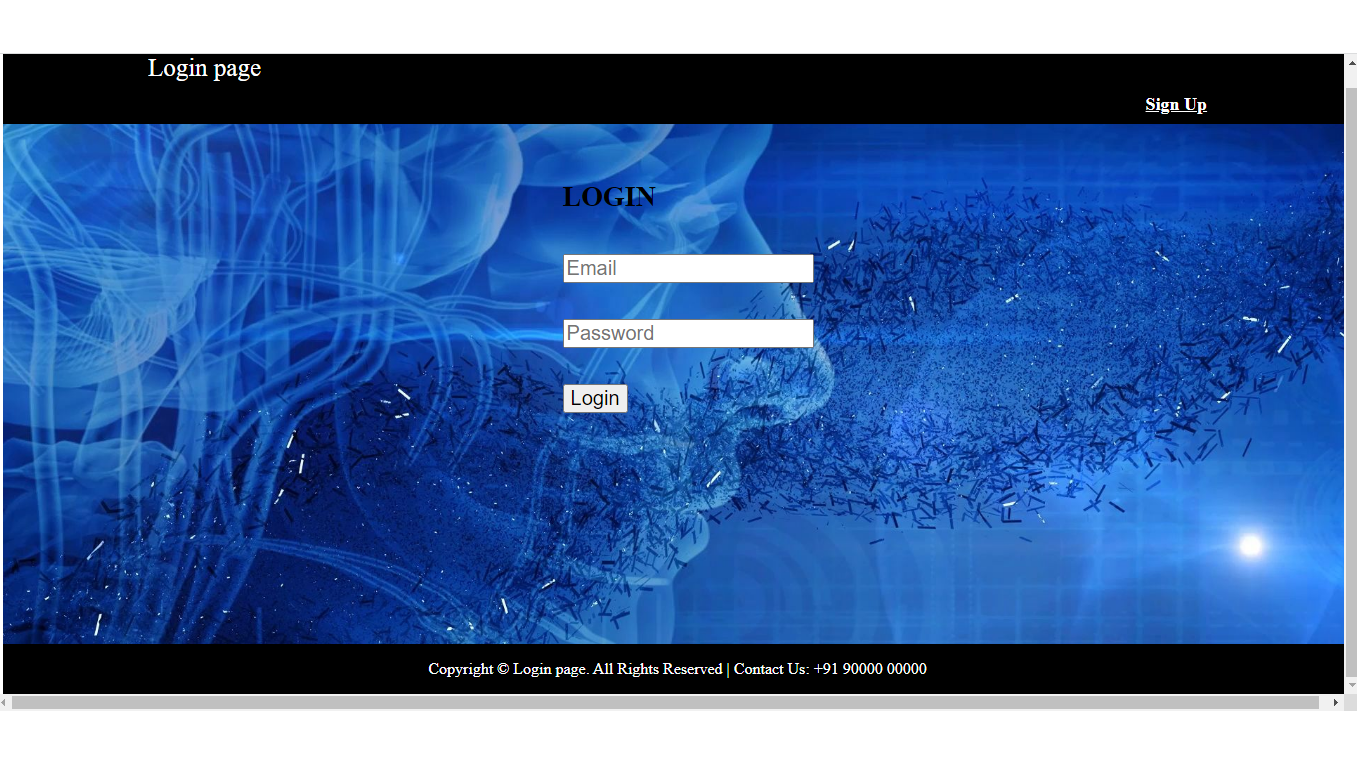 Login page
Sign Up
LOGIN
Email
Password
Login
Copyright © Login page. All Rights Reserved | Contact Us: +91 90000 00000